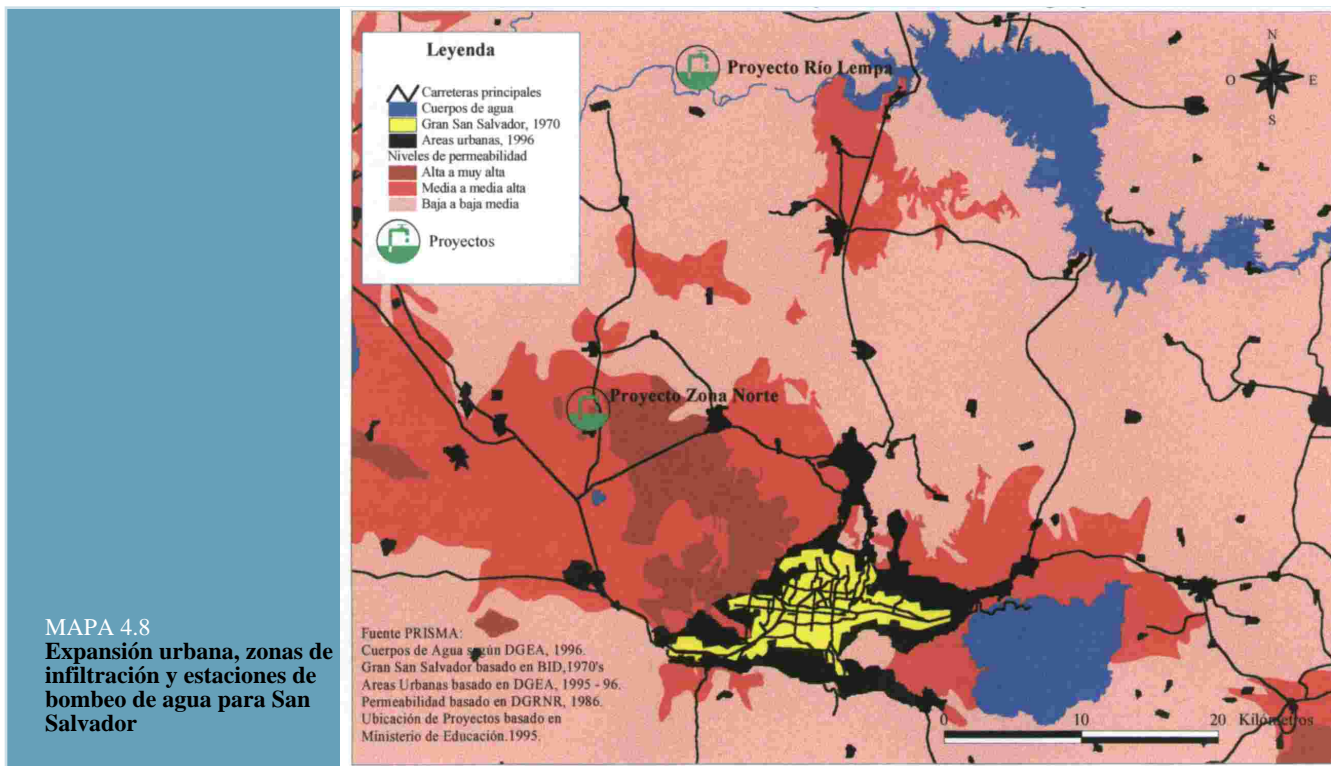 Leyenda
Carreteras principales
Cuerpos de agua
Gran San Salvador, 1970
Areas urbanas, 1996
Niveles de permeabilidad
Alta a muy alta
Media a media alta
Baja a baja media
Proyectos
Proyecto Río Lempa
N
O
E
S
Proyecto Zona Norte
MAPA 4.8
Expansión urbana, zonas de
infiltración y estaciones de
bombeo de agua para San
Salvador
Fuente PRISMA:
Cuerpos de Agua según DGEA, 1996.
Gran San Salvador basado en BID,1970's
Areas Urbanas basado en DGEA, 1995 - 96.
Permeabilidad basado en DGRNR, 1986.
Ubicación de Proyectos basado en
Ministerio de Educación.1995.
0 10 20 Kilómetros